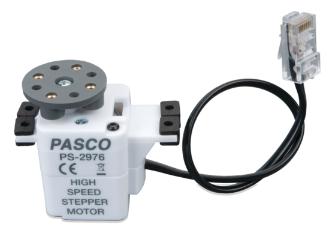 PASCO
PS-2976
CE
HIGH
SPEED
STEPPER
MOTOR